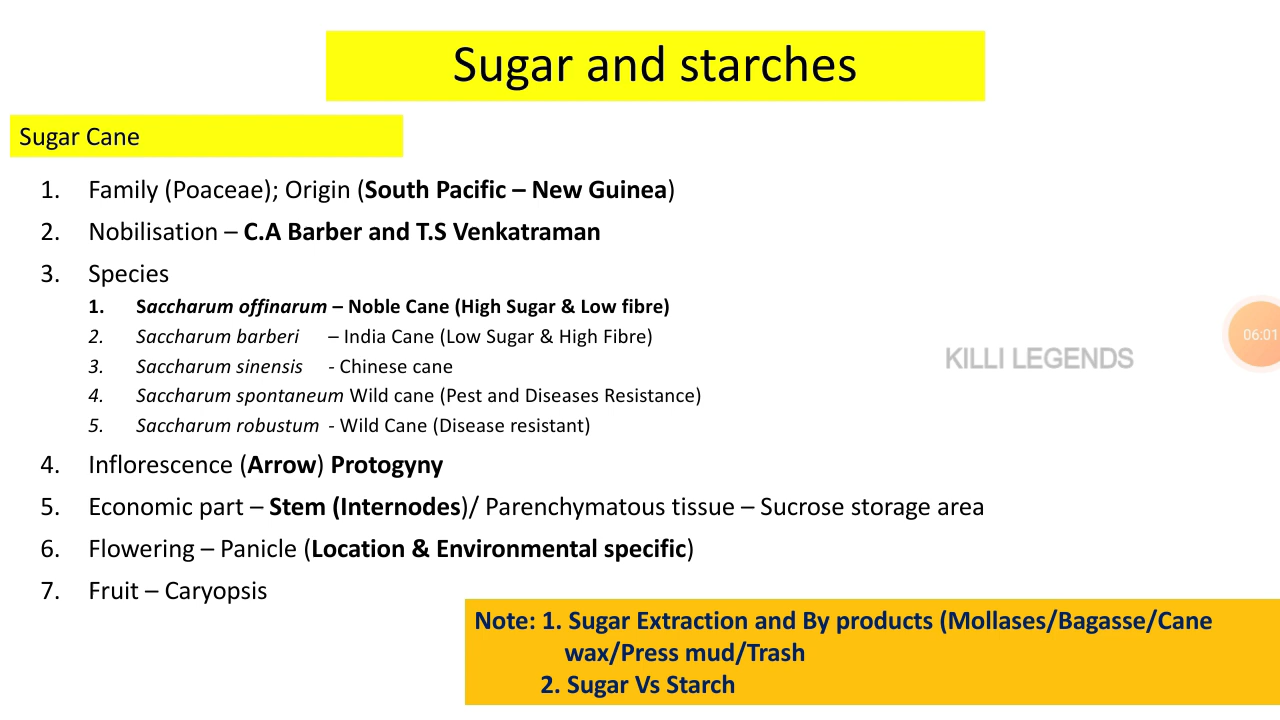 Sugar and starches
Sugar Cane
1. Family (Poaceae); Origin (South Pacific – New Guinea)
2. Nobilisation – C.A Barber and T.S Venkatraman
3. Species
1. Saccharum offinarum – Noble Cane (High Sugar & Low fibre)
2. Saccharum barberi – India Cane (Low Sugar & High Fibre)
3. Saccharum sinensis - Chinese cane
4. Saccharum spontaneum Wild cane (Pest and Diseases Resistance)
5. Saccharum robustum - Wild Cane (Disease resistant)
06:01
KILLI LEGENDS
4. Inflorescence (Arrow) Protogyny
5. Economic part – Stem (Internodes)/ Parenchymatous tissue – Sucrose storage area
6. Flowering – Panicle (Location & Environmental specific)
7. Fruit – Caryopsis
Note: 1. Sugar Extraction and By products (Mollases/Bagasse/Cane
wax/Press mud/Trash
2. Sugar Vs Starch